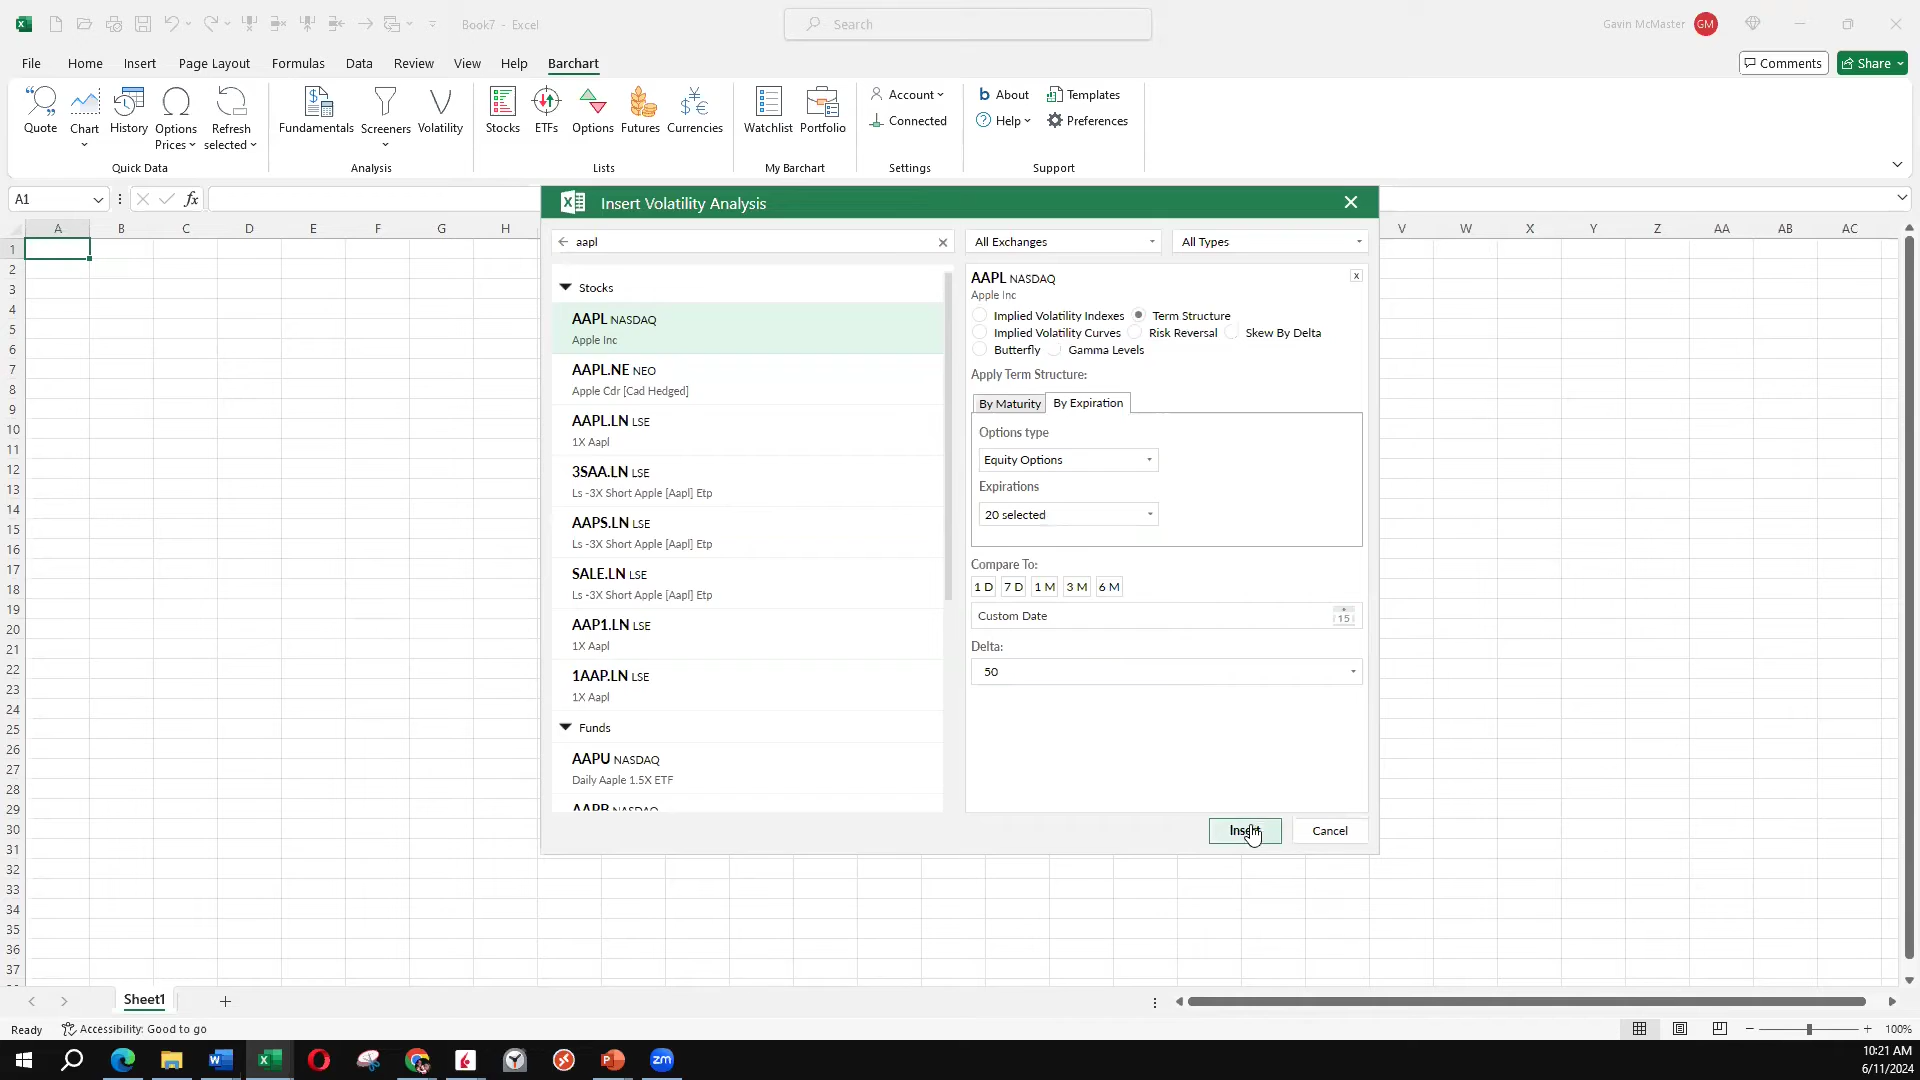 Book7 - Excel
Search
Gavin McMaster GM
File Home Insert Page Layout Formulas Data Review View Help Barchart
Comments Share
Quote Chart History Options Prices Refresh selected
Quick Data
Fundamentals Screeners Volatility
Analysis
Stocks ETFs Options Futures Currencies
Lists
Watchlist Portfolio
My Barchart
Account
Connected
Settings
b About Templates
? Help Preferences
Support
A1 fx
A B C D E F G H V W X Y Z AA AB AC
1
2
3
4
5
6
7
8
9
10
11
12
13
14
15
16
17
18
19
20
21
22
23
24
25
26
27
28
29
30
31
32
33
34
35
36
37
Insert Volatility Analysis
aapl
All Exchanges All Types
Stocks
AAPL NASDAQ
Apple Inc
AAPL.NE NEO
Apple Cdr [Cad Hedged]
AAPL.LN LSE
1X Aapl
3SAA.LN LSE
Ls -3X Short Apple [Aapl] Etp
AAPS.LN LSE
Ls -3X Short Apple [Aapl] Etp
SALE.LN LSE
Ls -3X Short Apple [Aapl] Etp
AAP1.LN LSE
1X Aapl
1AAP.LN LSE
1X Aapl
Funds
AAPU NASDAQ
Daily Aaple 1.5X ETF
AAPB NASDAQ
AAPL NASDAQ
x
Apple Inc
Implied Volatility Indexes Term Structure
Implied Volatility Curves Risk Reversal Skew By Delta
Butterfly Gamma Levels
Apply Term Structure:
By Maturity By Expiration
Options type
Equity Options
Expirations
20 selected
Compare To:
1 D 7 D 1 M 3 M 6 M
Custom Date 15
Delta:
50
Insert Cancel
Sheet1
Ready Accessibility: Good to go
100%
W X P zm
10:21 AM
6/11/2024